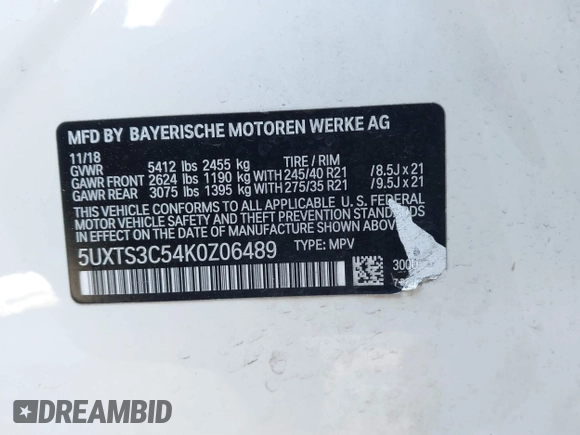 MFD BY BAYERISCHE MOTOREN WERKE AG
11/18 TIRE / RIM
GVWR 5412 lbs 2455 kg
GAWR FRONT 2624 lbs 1190 kg WITH 245/40 R21 / 8.5J x 21
GAWR REAR 3075 lbs 1395 kg WITH 275/35 R21 / 9.5J x 21
THIS VEHICLE CONFORMS TO ALL APPLICABLE U. S. FEDERAL
MOTOR VEHICLE SAFETY AND THEFT PREVENTION STANDARDS
IN EFFECT ON THE DATE OF MANUFACTURE SHOWN ABOVE.
5UXTS3C54K0Z06489 TYPE: MPV
DREAMBID